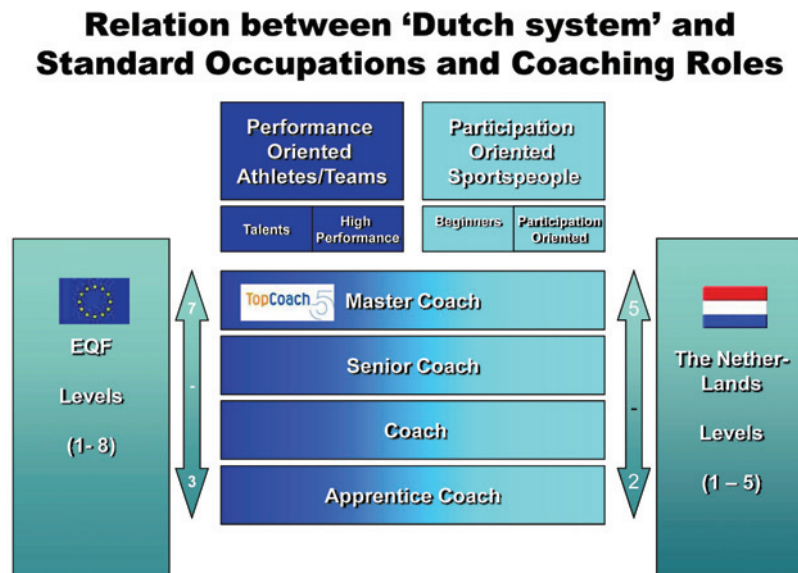 Relation between ‘Dutch system’ and
Standard Occupations and Coaching Roles
Performance
Oriented
Athletes/Teams
Participation
Oriented
Sportspeople
Talents
High
Performance
Beginners
Participation
Oriented
EQF
Levels
(1- 8)
7
-
3
TopCoach 5
Master Coach
Senior Coach
Coach
Apprentice Coach
5
-
2
The Nether-
Lands
Levels
(1 – 5)